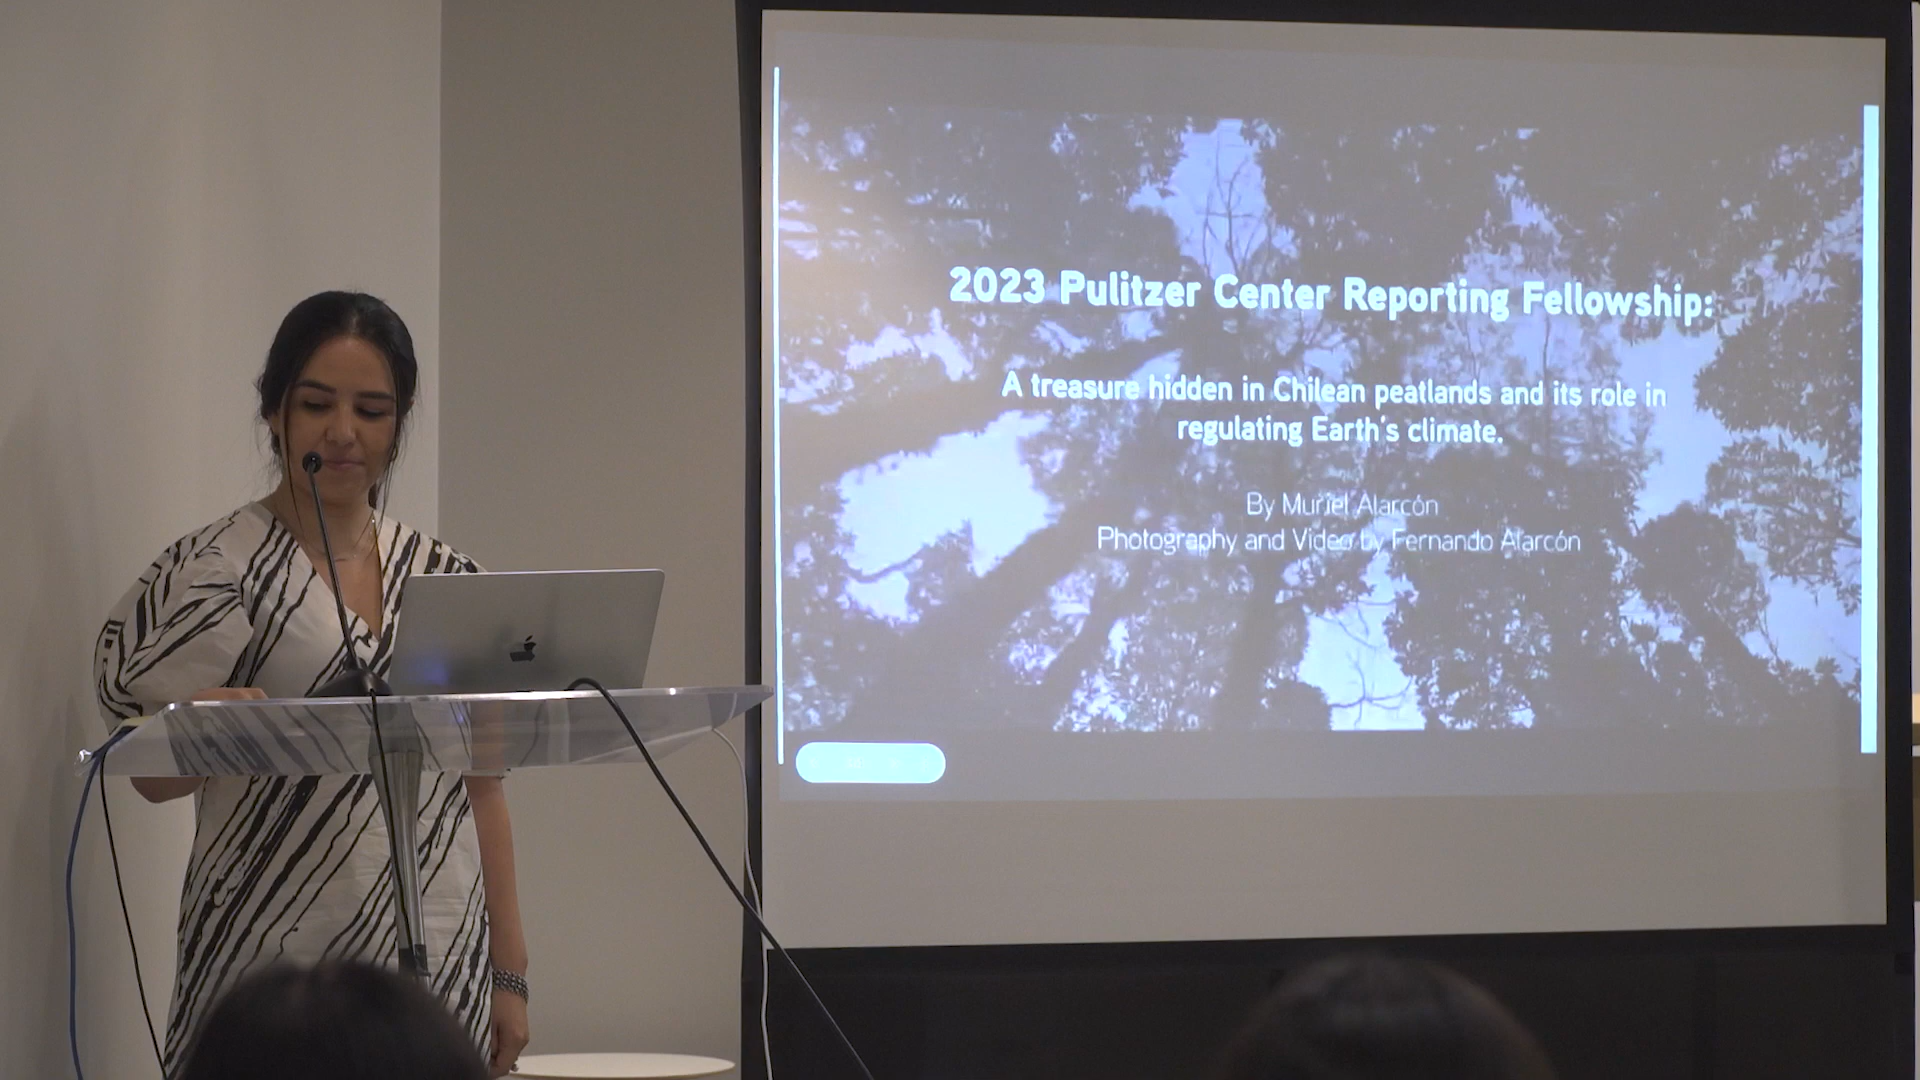 2023 Pulitzer Center Reporting Fellowship:
A treasure hidden in Chilean peatlands and its role in
regulating Earth's climate.
By Muriel Alarcón
Photography and Video by Fernando Alarcón